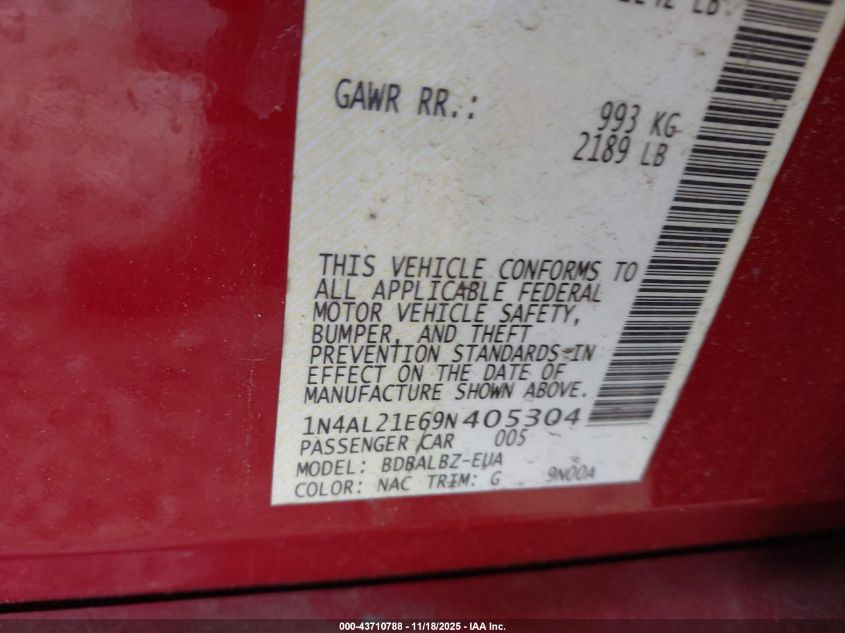 GAWR RR.: 993 KG
2189 LB
THIS VEHICLE CONFORMS TO
ALL APPLICABLE FEDERAL
MOTOR VEHICLE SAFETY,
BUMPER, AND THEFT
PREVENTION STANDARDS IN
EFFECT ON THE DATE OF
MANUFACTURE SHOWN ABOVE.
1N4AL21E69N405304
PASSENGER CAR 005
MODEL: BDBALBZ-EUA
COLOR: NAC TRIM: G 9N00A
000-43710788 - 11/18/2025 - IAA Inc.